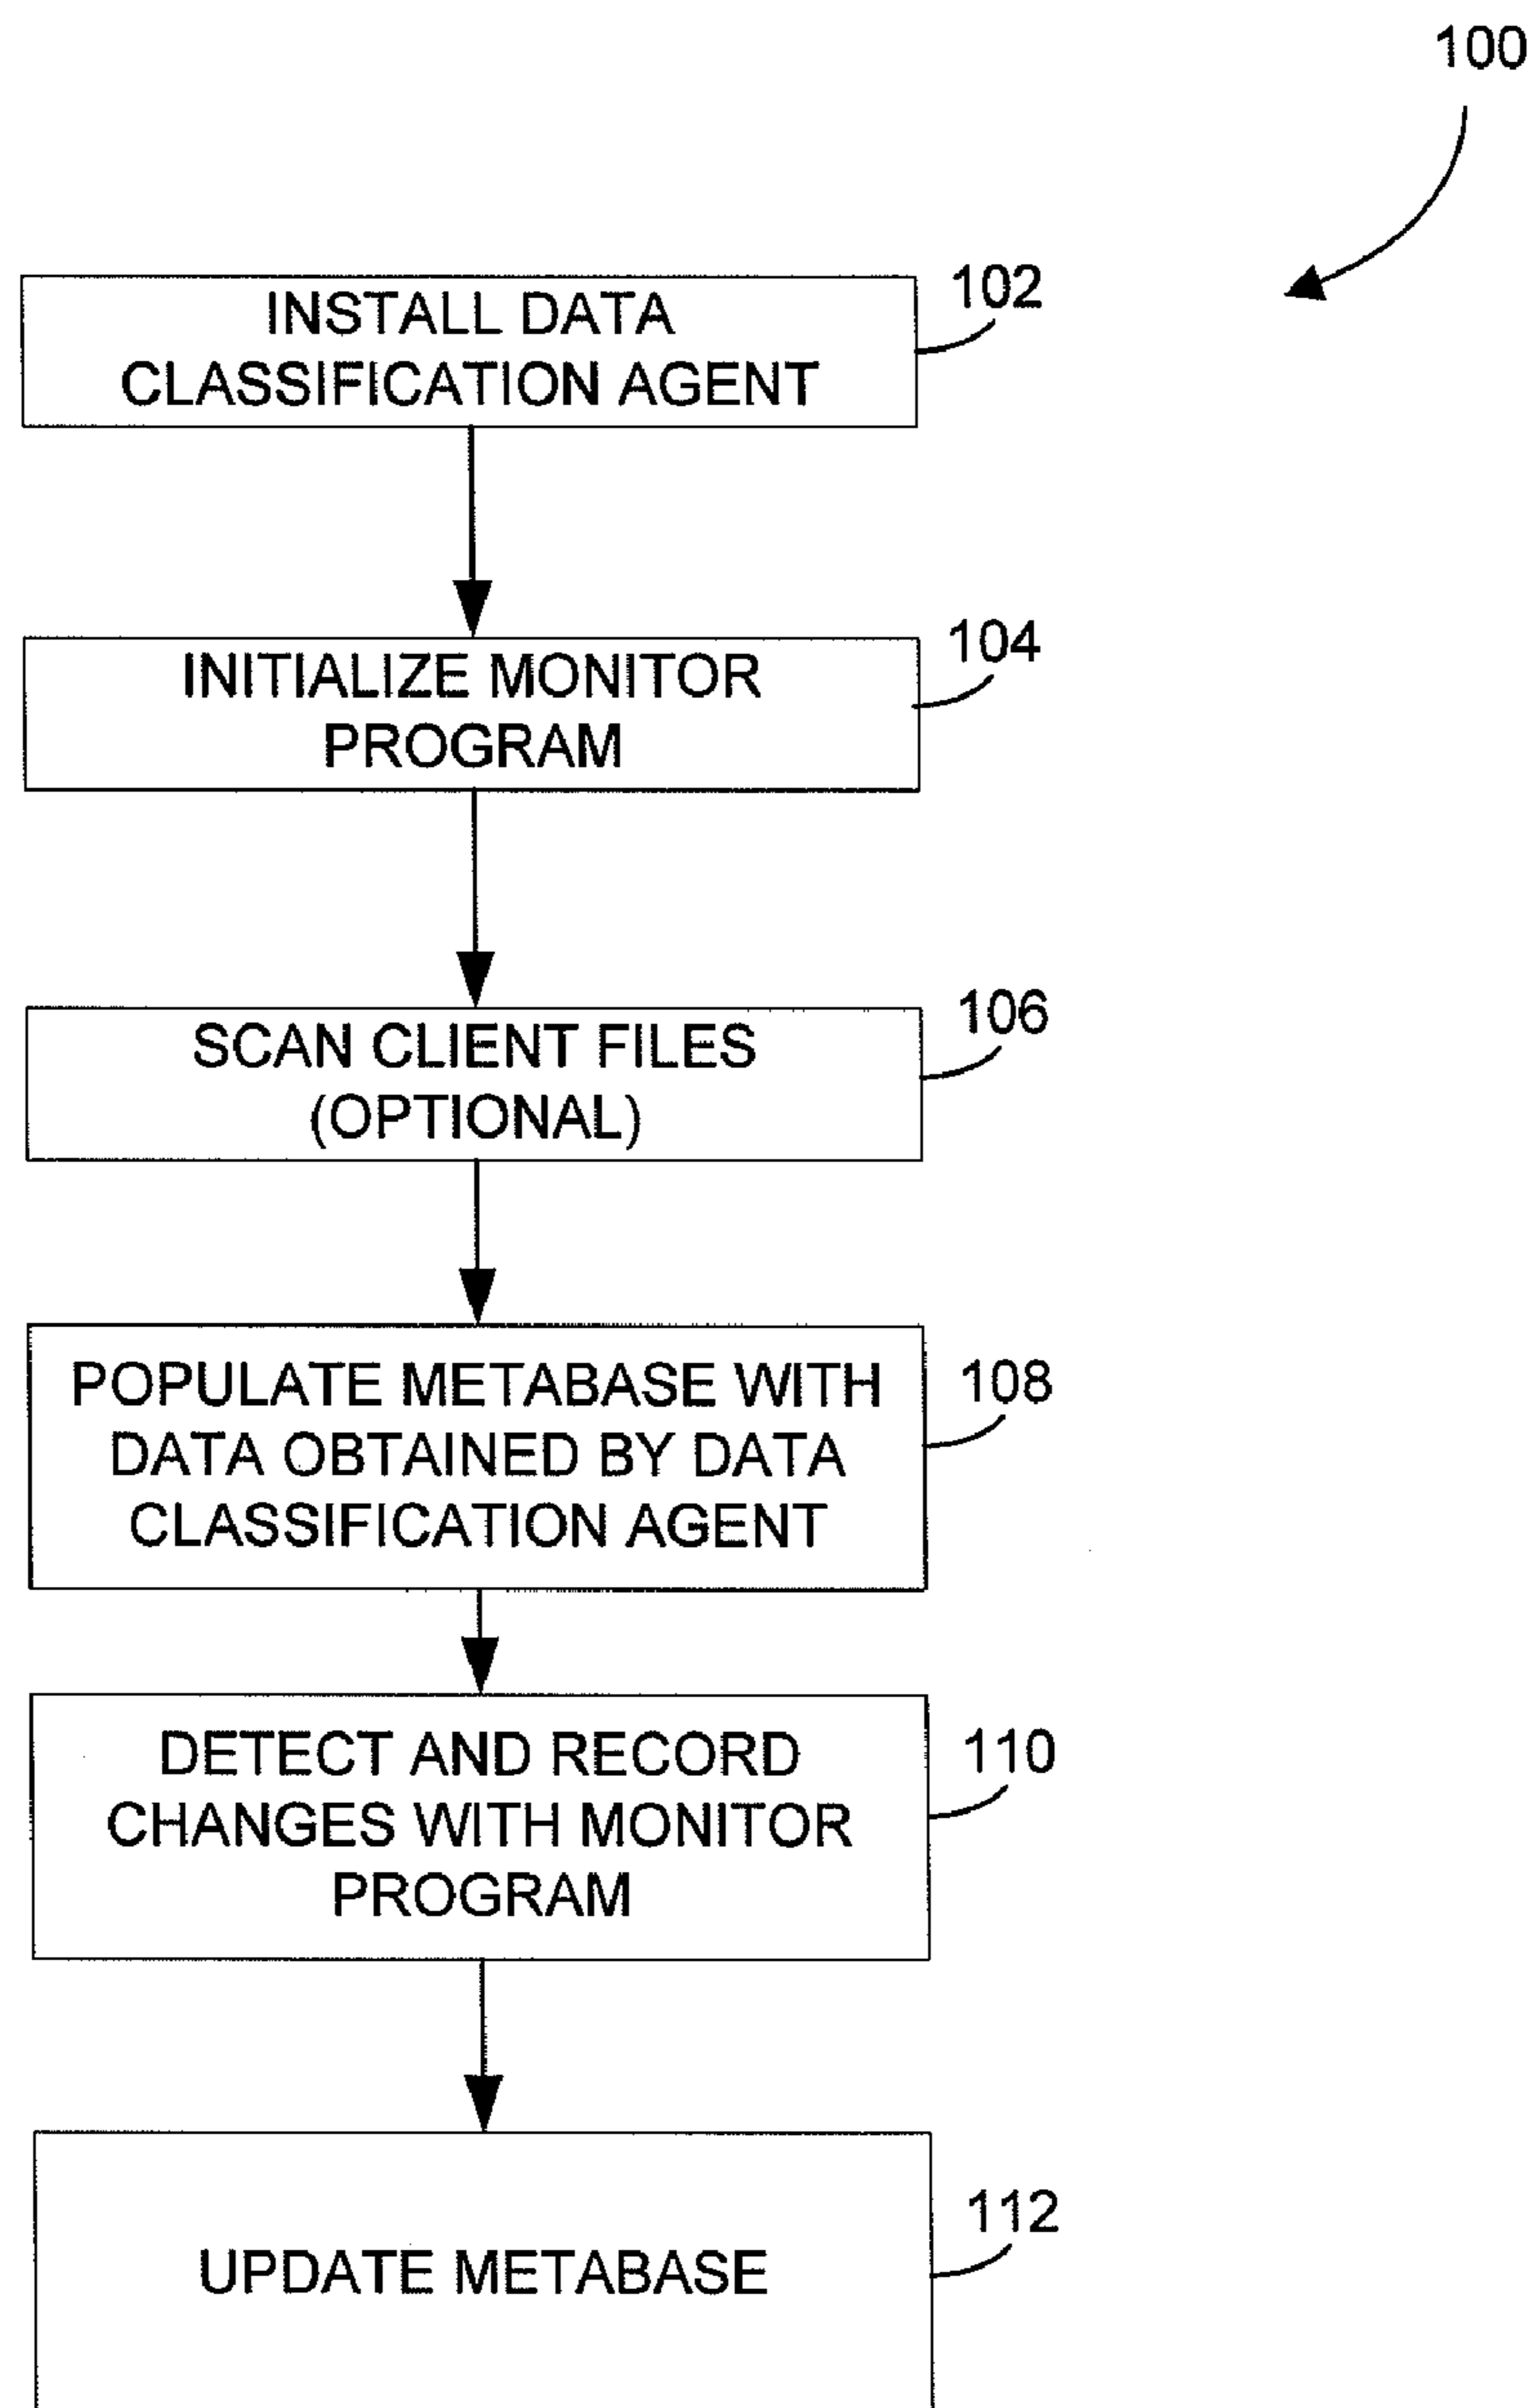 100
INSTALL DATA
CLASSIFICATION AGENT
102
INITIALIZE MONITOR
PROGRAM
104
SCAN CLIENT FILES
(OPTIONAL)
106
POPULATE METABASE WITH
DATA OBTAINED BY DATA
CLASSIFICATION AGENT
108
DETECT AND RECORD
CHANGES WITH MONITOR
PROGRAM
110
UPDATE METABASE
112